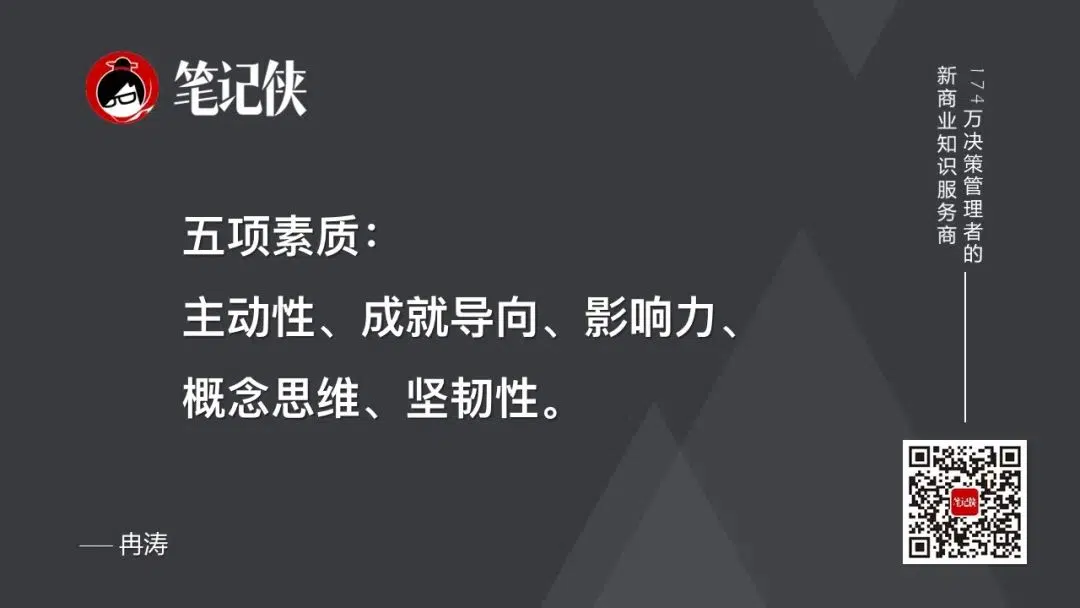 笔记侠
174万决策管理者的
新商业知识服务商
五项素质：
主动性、成就导向、影响力、
概念思维、坚韧性。
—— 冉涛
笔记侠